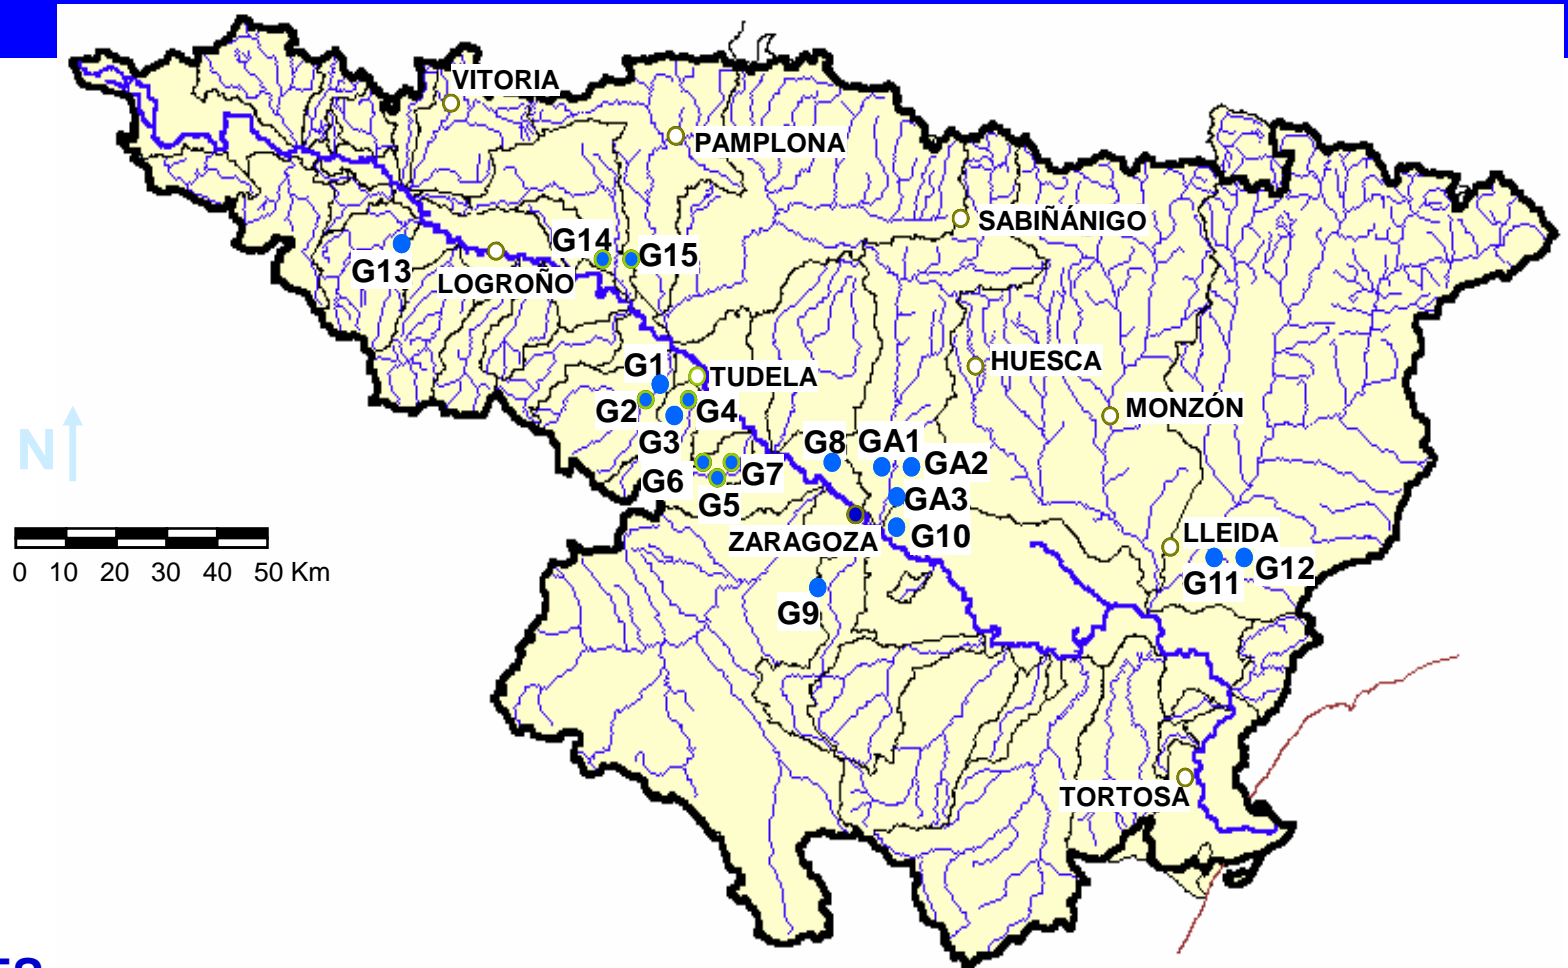 VITORIA
PAMPLONA
SABIÑÁNIGO
G14
G15
G13
LOGROÑO
G1
TUDELA
HUESCA
G2
G4
MONZÓN
G3
N
G8
GA1
GA2
G6
G7
G5
GA3
ZARAGOZA
G10
LLEIDA
G11
G12
0 10 20 30 40 50 Km
G9
TORTOSA